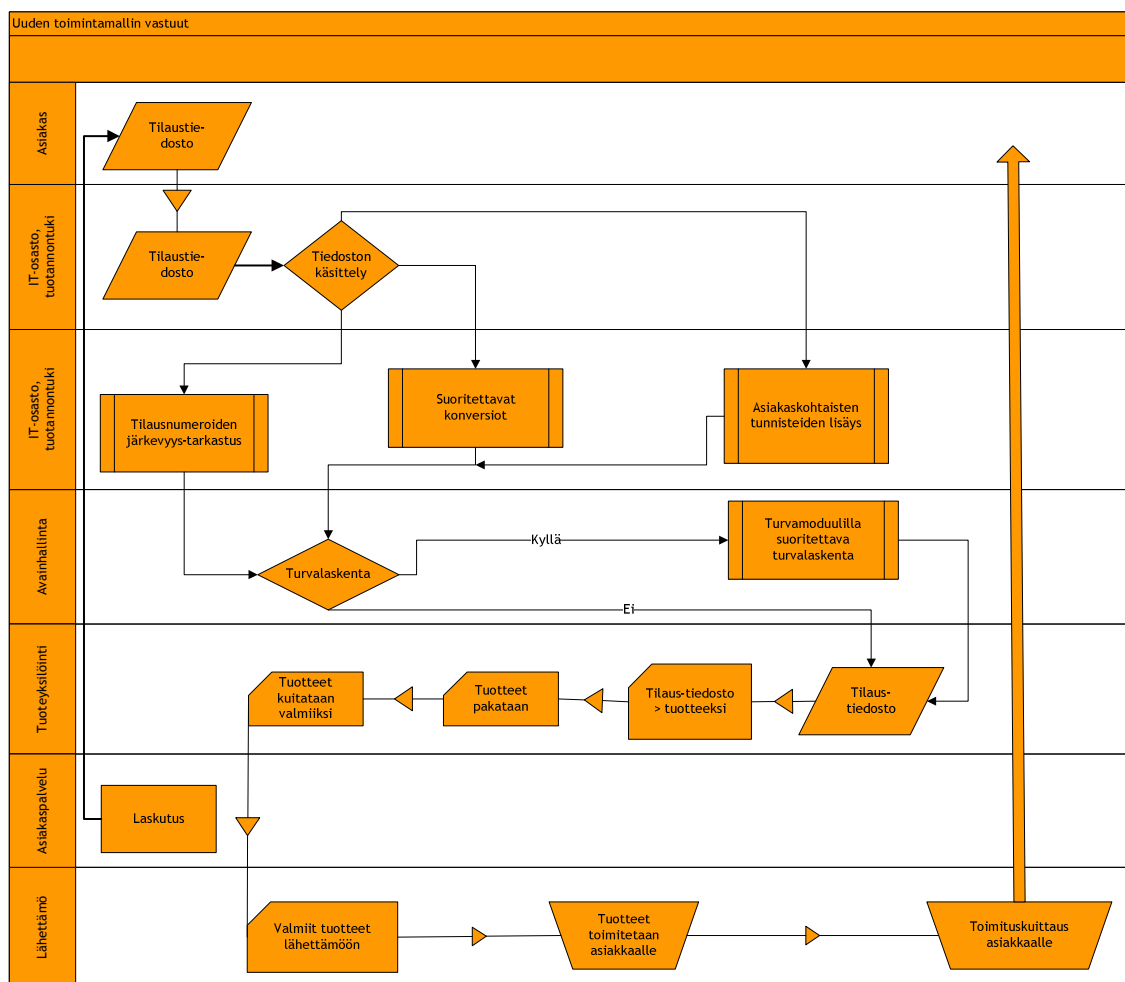 Uuden toimintamallin vastuut
Asiakas
Tilaustie-
dosto
IT-osasto,
tuotannontuki
Tilaustie-
dosto
Tiedoston
käsittely
IT-osasto,
tuotannontuki
Tilausnumeroiden
järkevyys-tarkastus
Suoritettavat
konversiot
Asiakaskohtaisten
tunnisteiden lisäys
Avainhallinta
Turvalaskenta
Kyllä
Turvamoduulilla
suoritettava
turvalaskenta
Ei
Tuoteyksilöinti
Tuotteet
kuitataan
valmiiksi
Tuotteet
pakataan
Tilaus-tiedosto
> tuotteeksi
Tilaus-
tiedosto
Asiakaspalvelu
Laskutus
Lähettämö
Valmiit tuotteet
lähettämöön
Tuotteet
toimitetaan
asiakkaalle
Toimituskuittaus
asiakkaalle